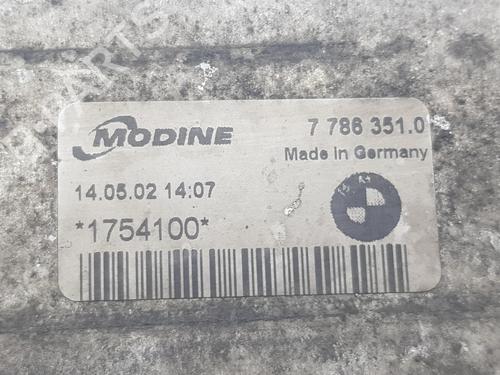 MODINE
7 786 351.0
Made in Germany
14.05.02 14:07
*1754100*